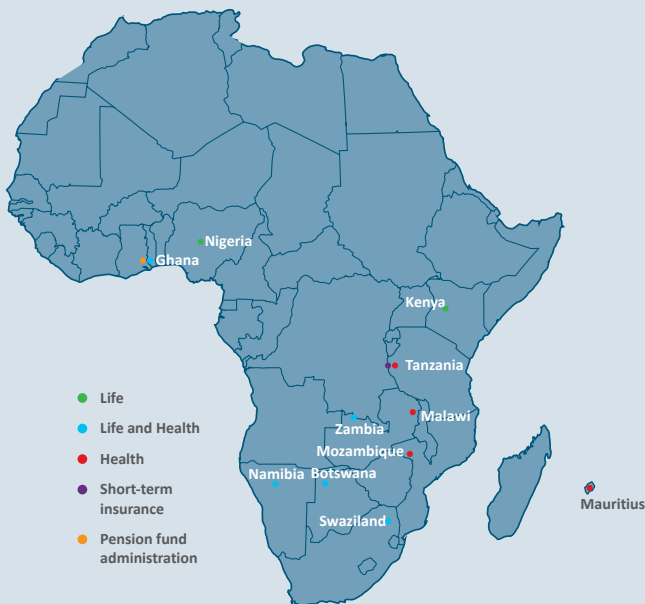 Nigeria
Ghana
Kenya
Tanzania
Malawi
Zambia
Mozambique
Namibia
Botswana
Swaziland
Mauritius
Life
Life and Health
Health
Short-term
insurance
Pension fund
administration